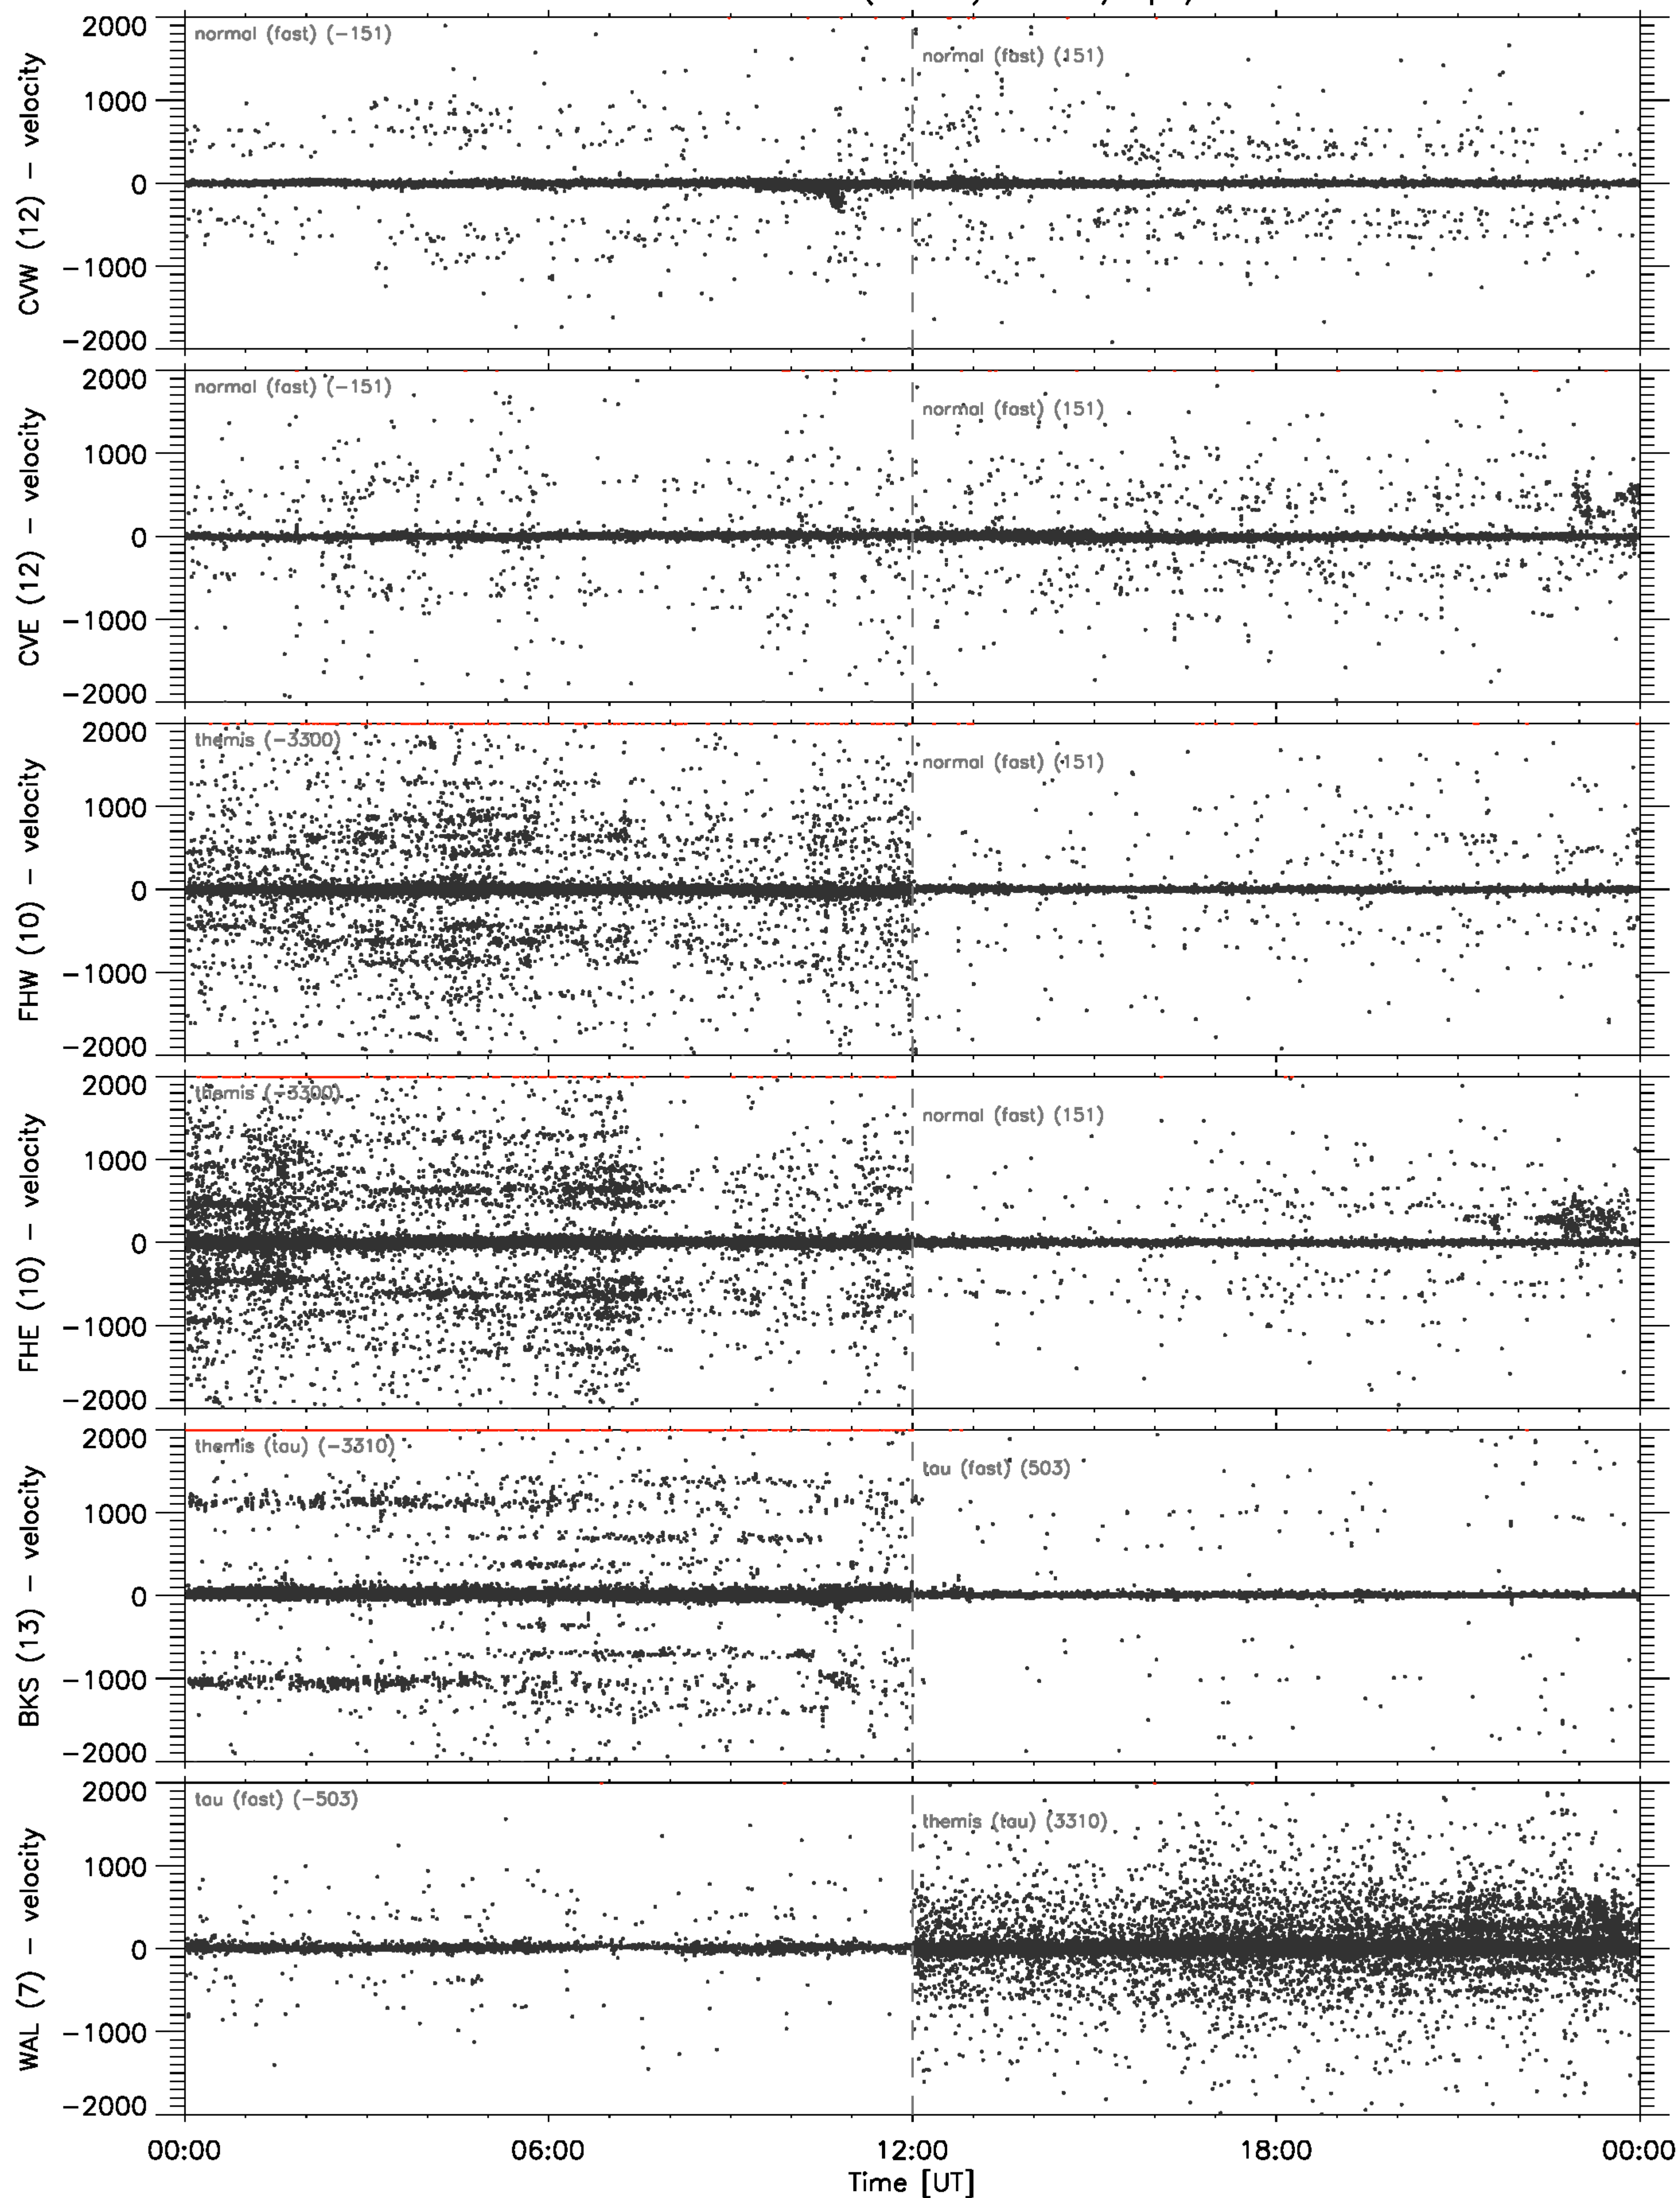 CVW (12) − velocity
2000
1000
0
−1000
−2000
normal (fast) (−151)
normal (fast) (151)
CVE (12) − velocity
2000
1000
0
−1000
−2000
normal (fast) (−151)
normal (fast) (151)
FHW (10) − velocity
2000
1000
0
−1000
−2000
themis (−3300)
normal (fast) (151)
FHE (10) − velocity
2000
1000
0
−1000
−2000
themis (−3300)
normal (fast) (151)
BKS (13) − velocity
2000
1000
0
−1000
−2000
themis (tau) (−3310)
tau (fast) (503)
WAL (7) − velocity
2000
1000
0
−1000
−2000
tau (fast) (−503)
themis (tau) (3310)
00:00 06:00 12:00 18:00 00:00
Time [UT]